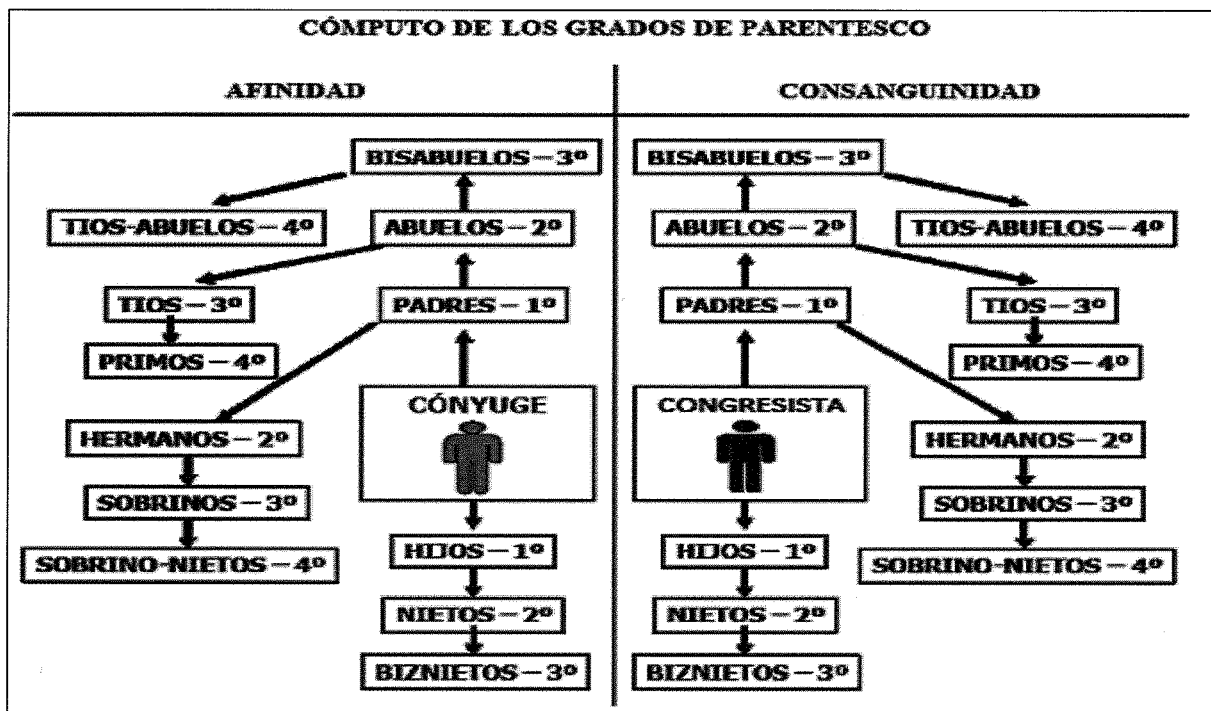 CÓMPUTO DE LOS GRADOS DE PARENTESCO
AFINIDAD
BISABUELOS – 3º
TIOS-ABUELOS – 4º
ABUELOS – 2º
TIOS – 3º
PADRES – 1º
PRIMOS – 4º
CÓNYUGE
HERMANOS – 2º
SOBRINOS – 3º
HIJOS – 1º
SOBRINO-NIETOS – 4º
NIETOS – 2º
BIZNIETOS – 3º
CONSANGUINIDAD
BISABUELOS – 3º
ABUELOS – 2º
TIOS-ABUELOS – 4º
PADRES – 1º
TIOS – 3º
PRIMOS – 4º
CONGRESISTA
HERMANOS – 2º
SOBRINOS – 3º
HIJOS – 1º
SOBRINO-NIETOS – 4º
NIETOS – 2º
BIZNIETOS – 3º